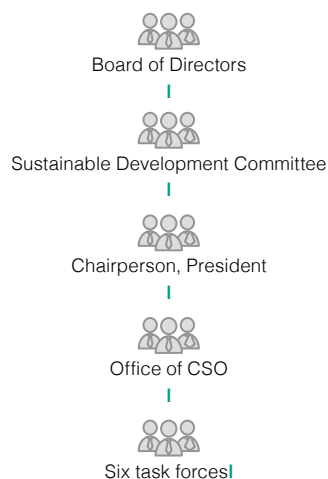 Board of Directors
Sustainable Development Committee
Chairperson, President
Office of CSO
Six task forces